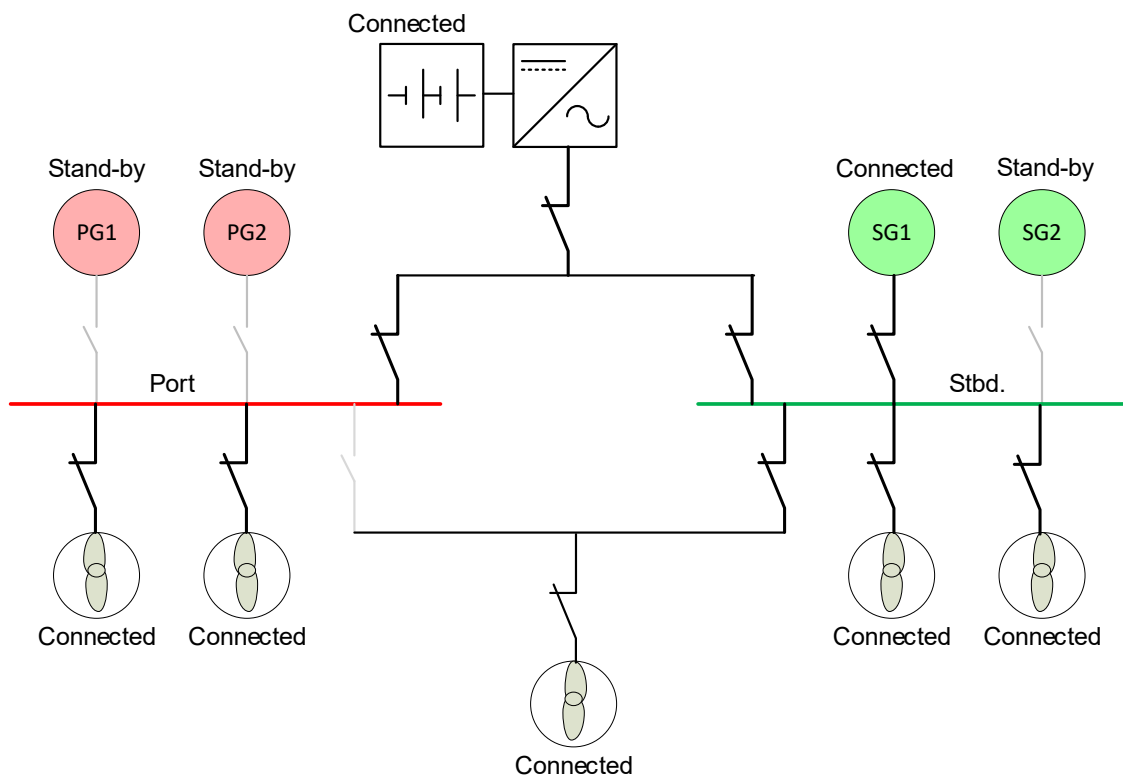 Connected
Stand-by
Stand-by
Connected
Stand-by
PG1
PG2
SG1
SG2
Port
Stbd.
Connected
Connected
Connected
Connected
Connected